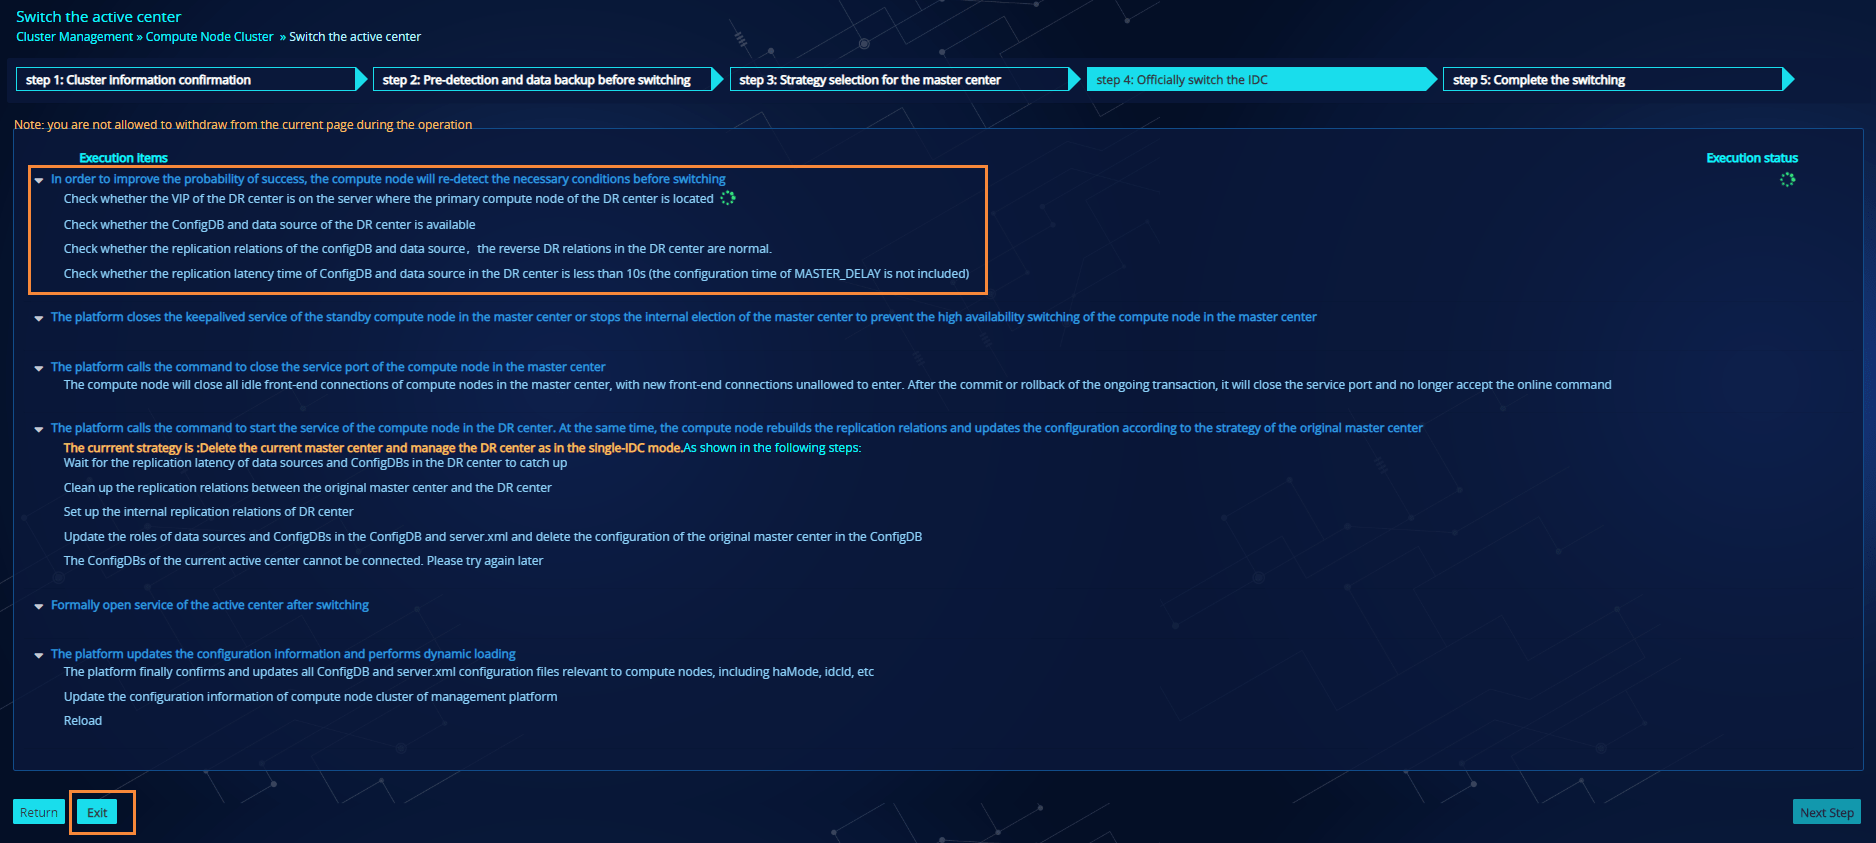 Switch the active center
Cluster Management » Compute Node Cluster » Switch the active center
step 1: Cluster information confirmation
step 2: Pre-detection and data backup before switching
step 3: Strategy selection for the master center
step 4: Officially switch the IDC
step 5: Complete the switching
Note: you are not allowed to withdraw from the current page during the operation
Execution items
Execution status
In order to improve the probability of success, the compute node will re-detect the necessary conditions before switching
Check whether the VIP of the DR center is on the server where the primary compute node of the DR center is located
Check whether the ConfigDB and data source of the DR center is available
Check whether the replication relations of the configDB and data source，the reverse DR relations in the DR center are normal.
Check whether the replication latency time of ConfigDB and data source in the DR center is less than 10s (the configuration time of MASTER_DELAY is not included)
The platform closes the keepalived service of the standby compute node in the master center or stops the internal election of the master center to prevent the high availability switching of the compute node in the master center
The platform calls the command to close the service port of the compute node in the master center
The compute node will close all idle front-end connections of compute nodes in the master center, with new front-end connections unallowed to enter. After the commit or rollback of the ongoing transaction, it will close the service port and no longer accept the online command
The platform calls the command to start the service of the compute node in the DR center. At the same time, the compute node rebuilds the replication relations and updates the configuration according to the strategy of the original master center
The currrent strategy is :Delete the current master center and manage the DR center as in the single-IDC mode.As shown in the following steps:
Wait for the replication latency of data sources and ConfigDBs in the DR center to catch up
Clean up the replication relations between the original master center and the DR center
Set up the internal replication relations of DR center
Update the roles of data sources and ConfigDBs in the ConfigDB and server.xml and delete the configuration of the original master center in the ConfigDB
The ConfigDBs of the current active center cannot be connected. Please try again later
Formally open service of the active center after switching
The platform updates the configuration information and performs dynamic loading
The platform finally confirms and updates all ConfigDB and server.xml configuration files relevant to compute nodes, including haMode, idcId, etc
Update the configuration information of compute node cluster of management platform
Reload
Return
Exit
Next Step